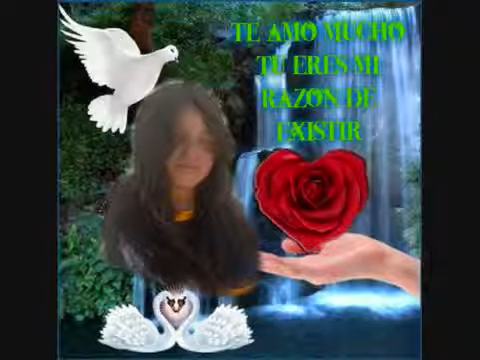 TE AMO MUCHO
TU ERES MI
RAZON DE
EXISTIR